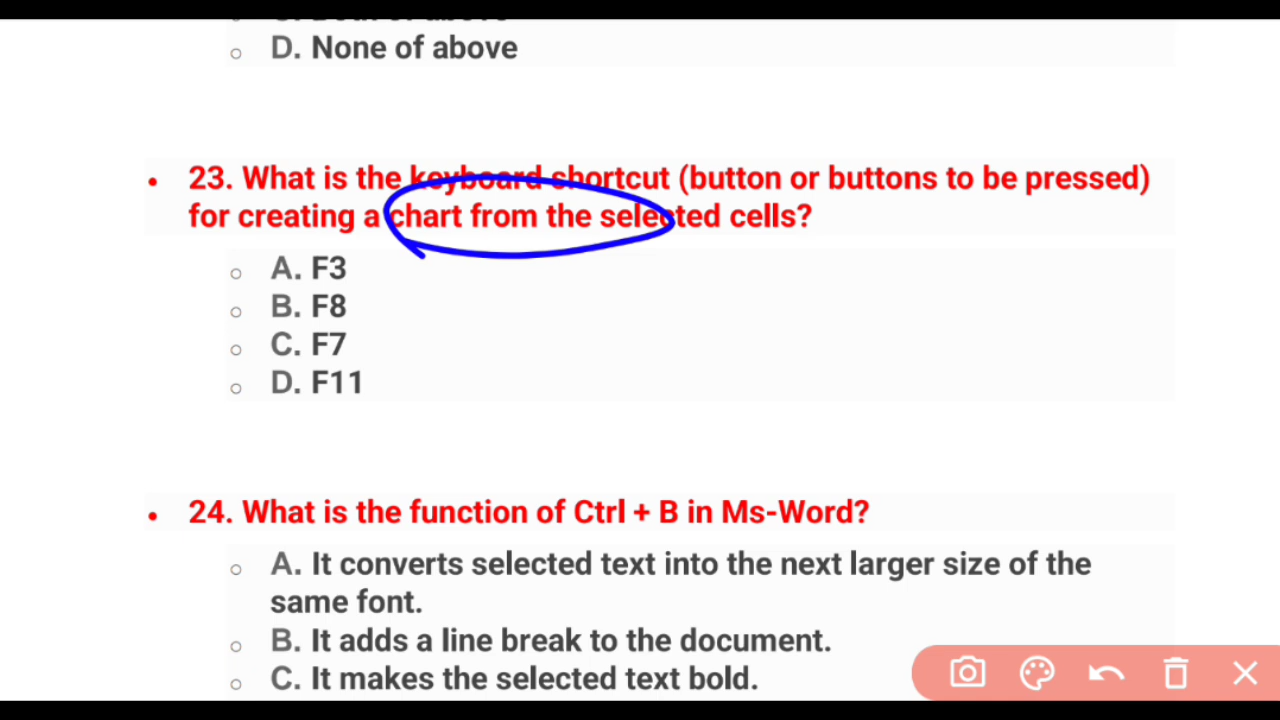 D. None of above
23. What is the keyboard shortcut (button or buttons to be pressed)
for creating a chart from the selected cells?
A. F3
B. F8
C. F7
D. F11
24. What is the function of Ctrl + B in Ms-Word?
A. It converts selected text into the next larger size of the
same font.
B. It adds a line break to the document.
C. It makes the selected text bold.